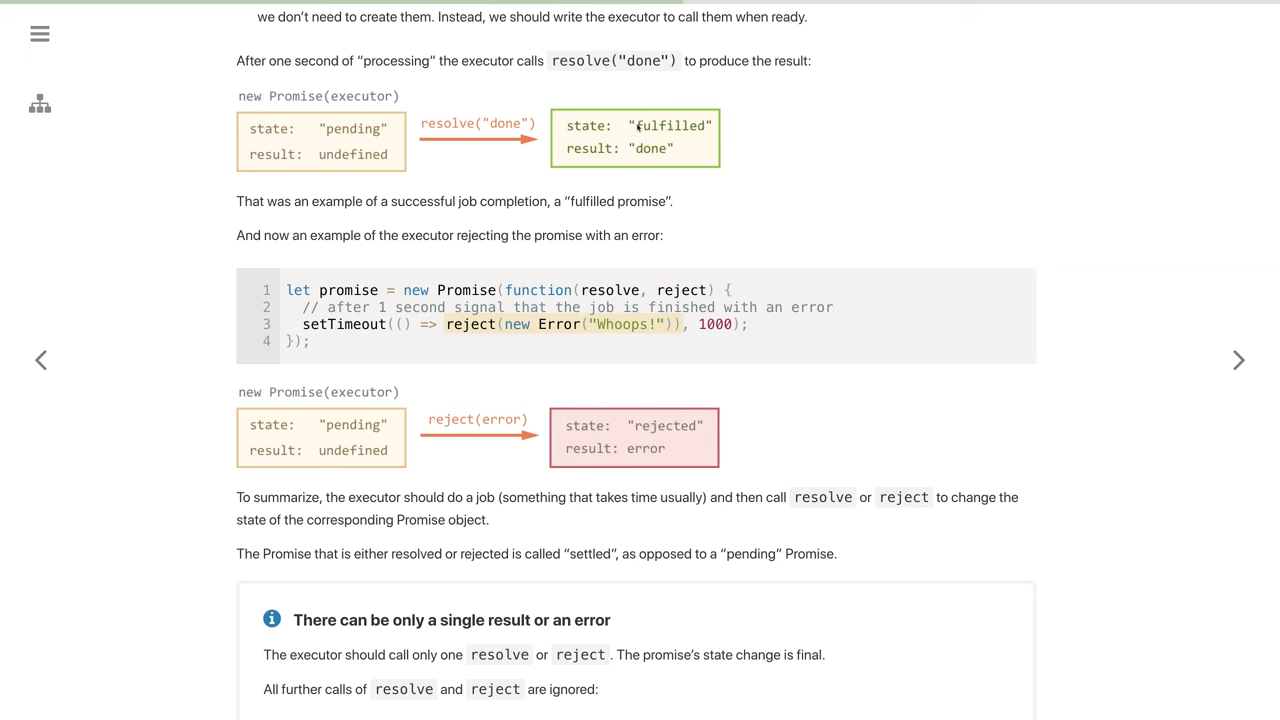 we don’t need to create them. Instead, we should write the executor to call them when ready.
After one second of “processing” the executor calls resolve("done") to produce the result:
new Promise(executor)
state: "pending"
result: undefined
resolve("done")
state: "fulfilled"
result: "done"
That was an example of a successful job completion, a “fulfilled promise”.
And now an example of the executor rejecting the promise with an error:
1 let promise = new Promise(function(resolve, reject) {
2 // after 1 second signal that the job is finished with an error
3 setTimeout(() => reject(new Error("Whoops!")), 1000);
4 });
new Promise(executor)
state: "pending"
result: undefined
reject(error)
state: "rejected"
result: error
To summarize, the executor should do a job (something that takes time usually) and then call resolve or reject to change the
state of the corresponding Promise object.
The Promise that is either resolved or rejected is called “settled”, as opposed to a “pending” Promise.
There can be only a single result or an error
The executor should call only one resolve or reject. The promise’s state change is final.
All further calls of resolve and reject are ignored: